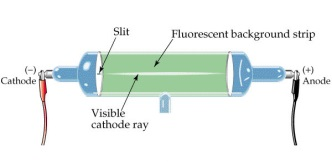 Slit
Fluorescent background strip
(–)
Cathode
(+)
Anode
Visible
cathode ray